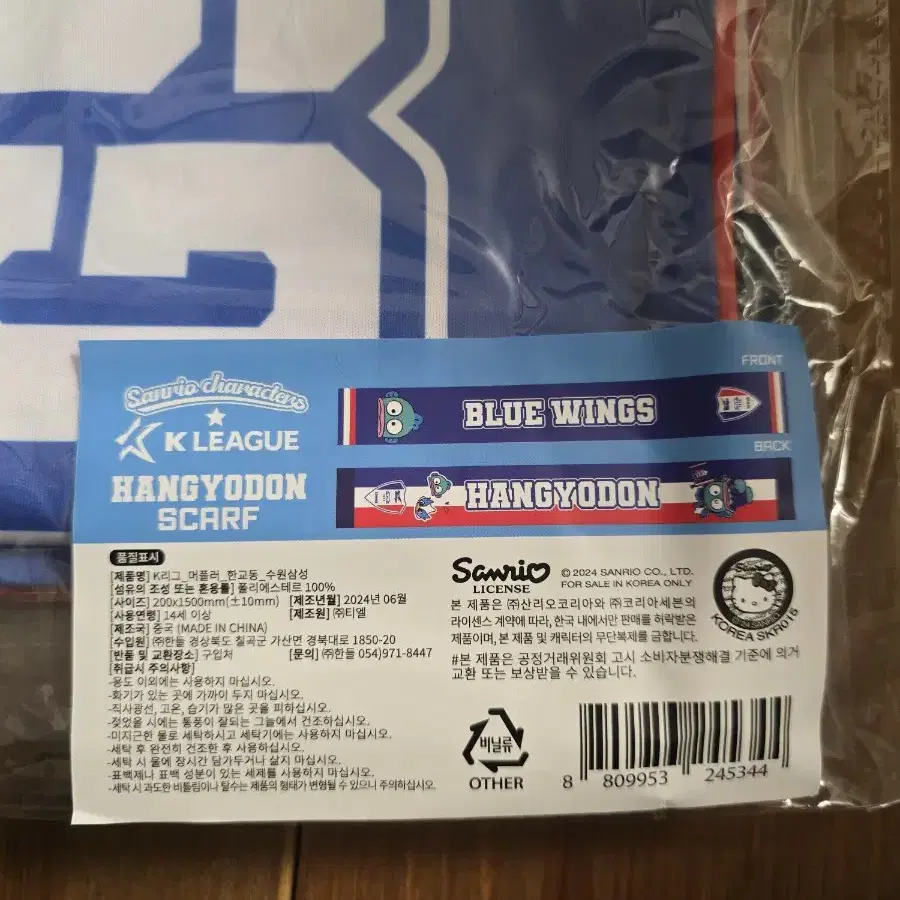 FRONT
Sanrio characters
K LEAGUE
HANGYODON
SCARF
BLUE WINGS
BACK
HANGYODON
품질표시
[제품명] K리그_머플러_한교동_수원삼성
[섬유의 조성 또는 혼용률] 폴리에스테르 100%
[사이즈] 200x1500mm(±10mm) [제조년월] 2024년 06월
[사용연령] 14세 이상 [제조원] ㈜티엘
[제조국] 중국 (MADE IN CHINA)
[수입원] ㈜한들 경상북도 칠곡군 가산면 경북대로 1850-20
[반품 및 교환장소] 구입처 [문의] ㈜한들 054)971-8447
[취급시 주의사항]
-용도 이외에는 사용하지 마십시오.
-화기가 있는 곳에 가까이 두지 마십시오.
-직사광선, 고온, 습기가 많은 곳을 피하십시오.
-젖었을 시에는 통풍이 잘되는 그늘에서 건조하십시오.
-미지근한 물로 세탁하시고 세탁기에는 사용하지 마십시오.
-세탁 후 완전히 건조한 후 사용하십시오.
-세탁 시 물에 장시간 담가두거나 삶지 마십시오.
-표백제나 표백 성분이 있는 세제를 사용하지 마십시오.
-세탁 시 과도한 비틀림이나 탈수는 제품의 형태가 변형될 수 있으니 주의하십시오.
Sanrio
LICENSE
© 2024 SANRIO CO., LTD.
FOR SALE IN KOREA ONLY
본 제품은 ㈜산리오코리아와 ㈜코리아세븐의
라이센스 계약에 따라, 한국 내에서만 판매를 허락받은
제품이며, 본 제품 및 캐릭터의 무단복제를 금합니다.
#본 제품은 공정거래위원회 고시 소비자분쟁해결 기준에 의거
교환 또는 보상받을 수 있습니다.
Sanrio
KOREA SKR016
비닐류
OTHER
8 809953 245344